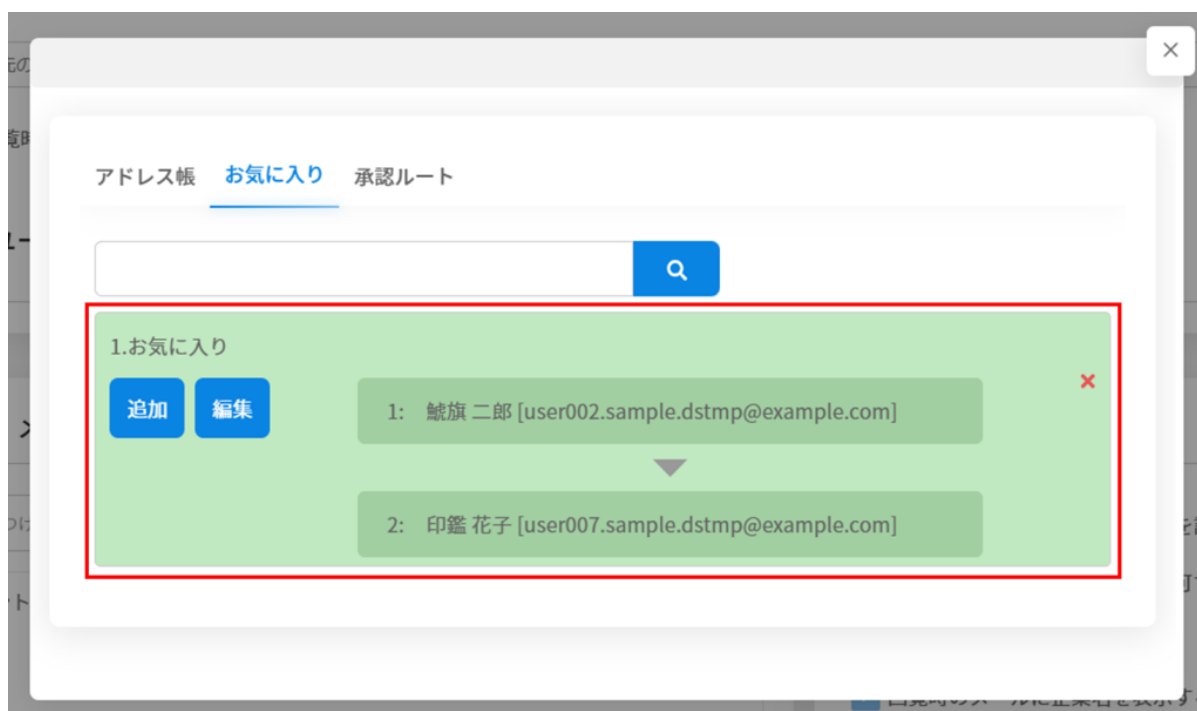 アドレス帳 お気に入り 承認ルート
1.お気に入り
追加 編集
1: 鯱旗 二郎 [user002.sample.dstmp@example.com]
2: 印鑑 花子 [user007.sample.dstmp@example.com]